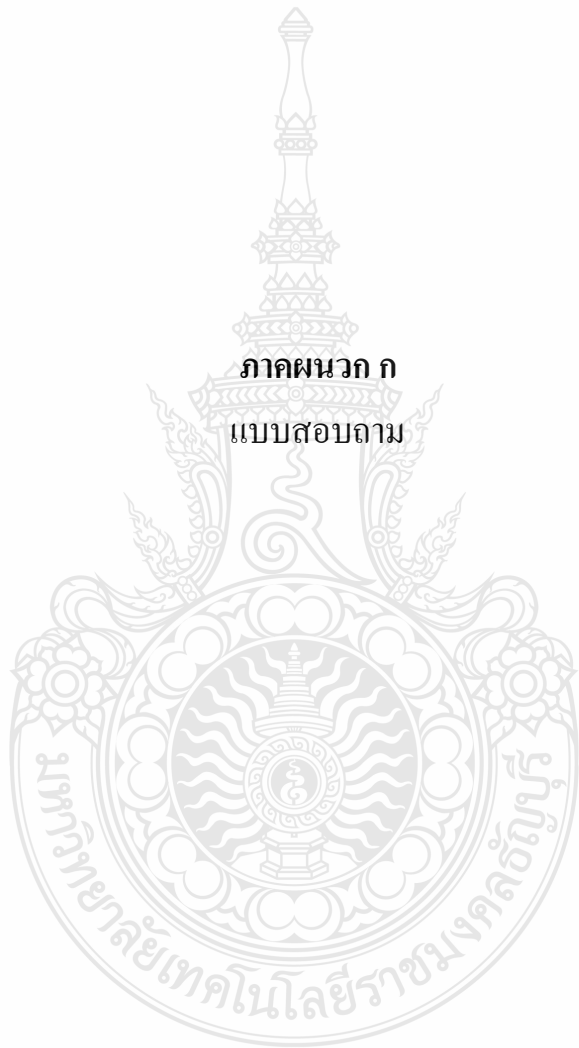 ภาคผนวก ก
แบบสอบถาม
มหาวิทยาลัยเทคโนโลยีราชมงคลธัญบุรี